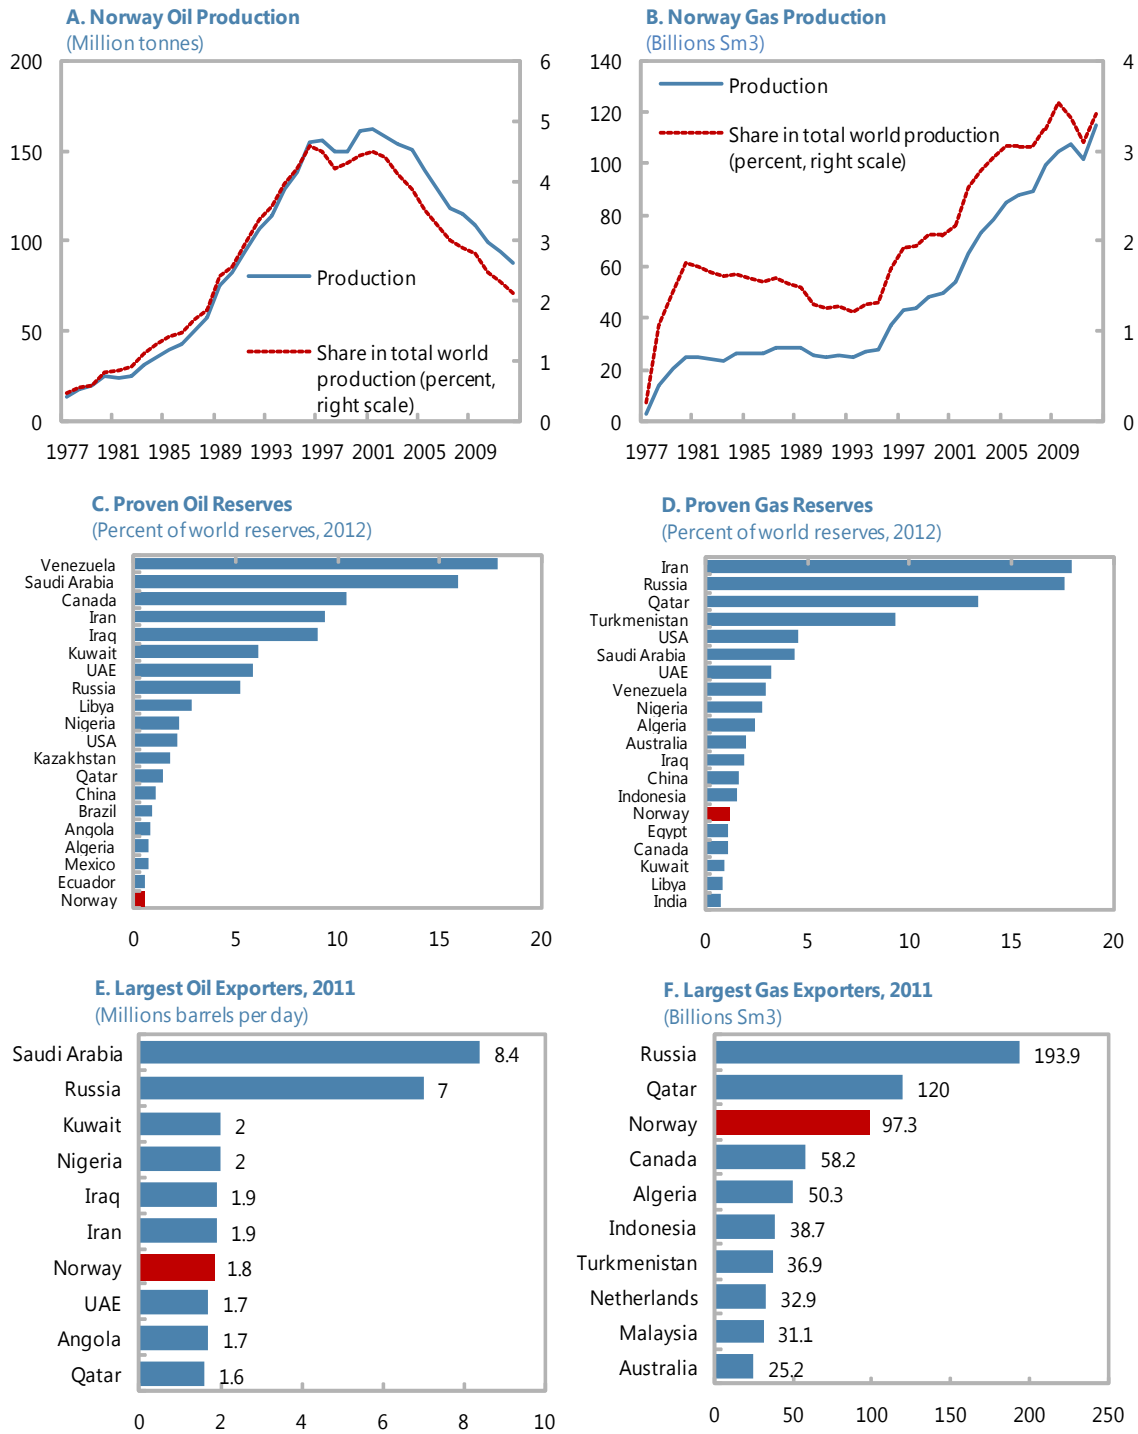 A. Norway Oil Production
(Million tonnes)
200
150
100
50
0
6
5
4
3
2
1
0
Production
Share in total world
production (percent,
right scale)
1977 1981 1985 1989 1993 1997 2001 2005 2009
B. Norway Gas Production
(Billions Sm3)
140
120
100
80
60
40
20
0
4
3
2
1
0
Production
Share in total world production
(percent, right scale)
1977 1981 1985 1989 1993 1997 2001 2005 2009
C. Proven Oil Reserves
(Percent of world reserves, 2012)
Venezuela
Saudi Arabia
Canada
Iran
Iraq
Kuwait
UAE
Russia
Libya
Nigeria
USA
Kazakhstan
Qatar
China
Brazil
Angola
Algeria
Mexico
Ecuador
Norway
0 5 10 15 20
D. Proven Gas Reserves
(Percent of world reserves, 2012)
Iran
Russia
Qatar
Turkmenistan
USA
Saudi Arabia
UAE
Venezuela
Nigeria
Algeria
Australia
Iraq
China
Indonesia
Norway
Egypt
Canada
Kuwait
Libya
India
0 5 10 15 20
E. Largest Oil Exporters, 2011
(Millions barrels per day)
Saudi Arabia 8.4
Russia 7
Kuwait 2
Nigeria 2
Iraq 1.9
Iran 1.9
Norway 1.8
UAE 1.7
Angola 1.7
Qatar 1.6
0 2 4 6 8 10
F. Largest Gas Exporters, 2011
(Billions Sm3)
Russia 193.9
Qatar 120
Norway 97.3
Canada 58.2
Algeria 50.3
Indonesia 38.7
Turkmenistan 36.9
Netherlands 32.9
Malaysia 31.1
Australia 25.2
0 50 100 150 200 250